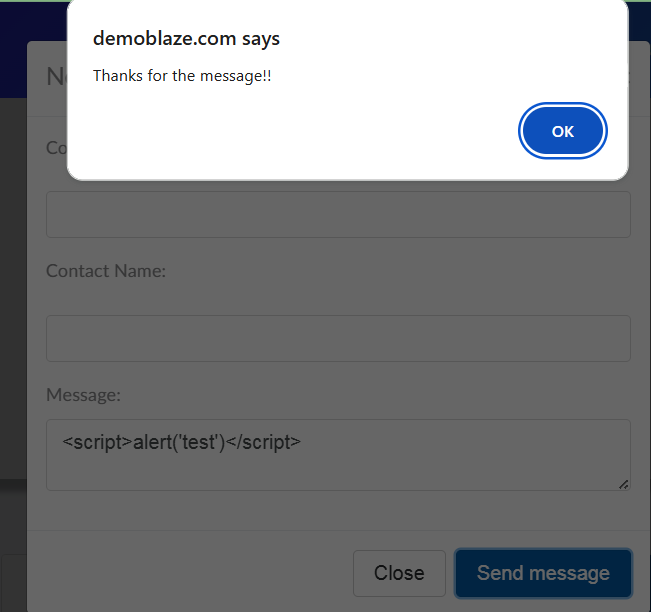 demoblaze.com says
Thanks for the message!!
OK
Contact Name:
Message:
<script>alert('test')</script>
Close
Send message